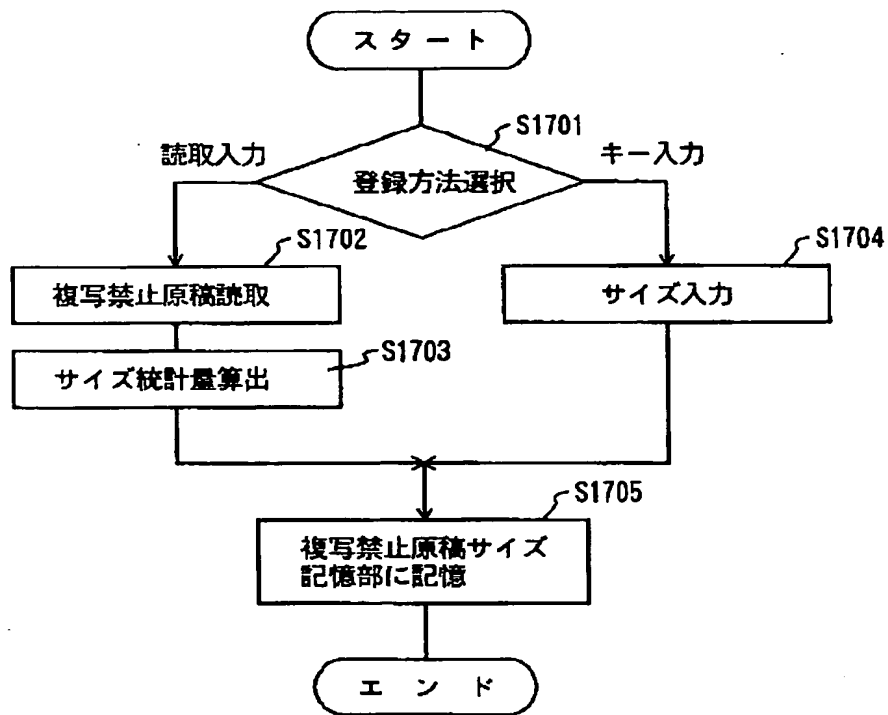 スタート
S1701
読取入力
キー入力
登録方法選択
S1702
S1704
複写禁止原稿読取
サイズ入力
S1703
サイズ統計量算出
S1705
複写禁止原稿サイズ
記憶部に記憶
エンド